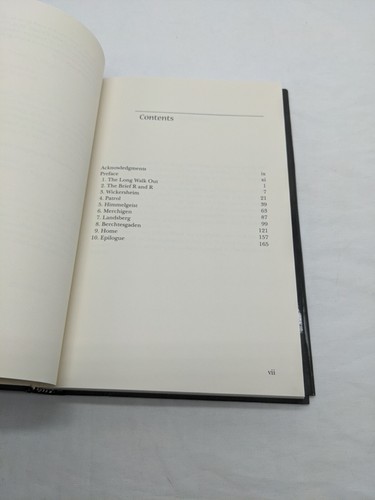 Contents
Acknowledgments
Preface ix
1. The Long Walk Out xi
2. The Brief R and R 1
3. Wickersheim 7
4. Patrol 21
5. Himmelgeist 39
6. Merchigen 63
7. Landsberg 87
8. Berchtesgaden 99
9. Home 121
10. Epilogue 157
165
vii